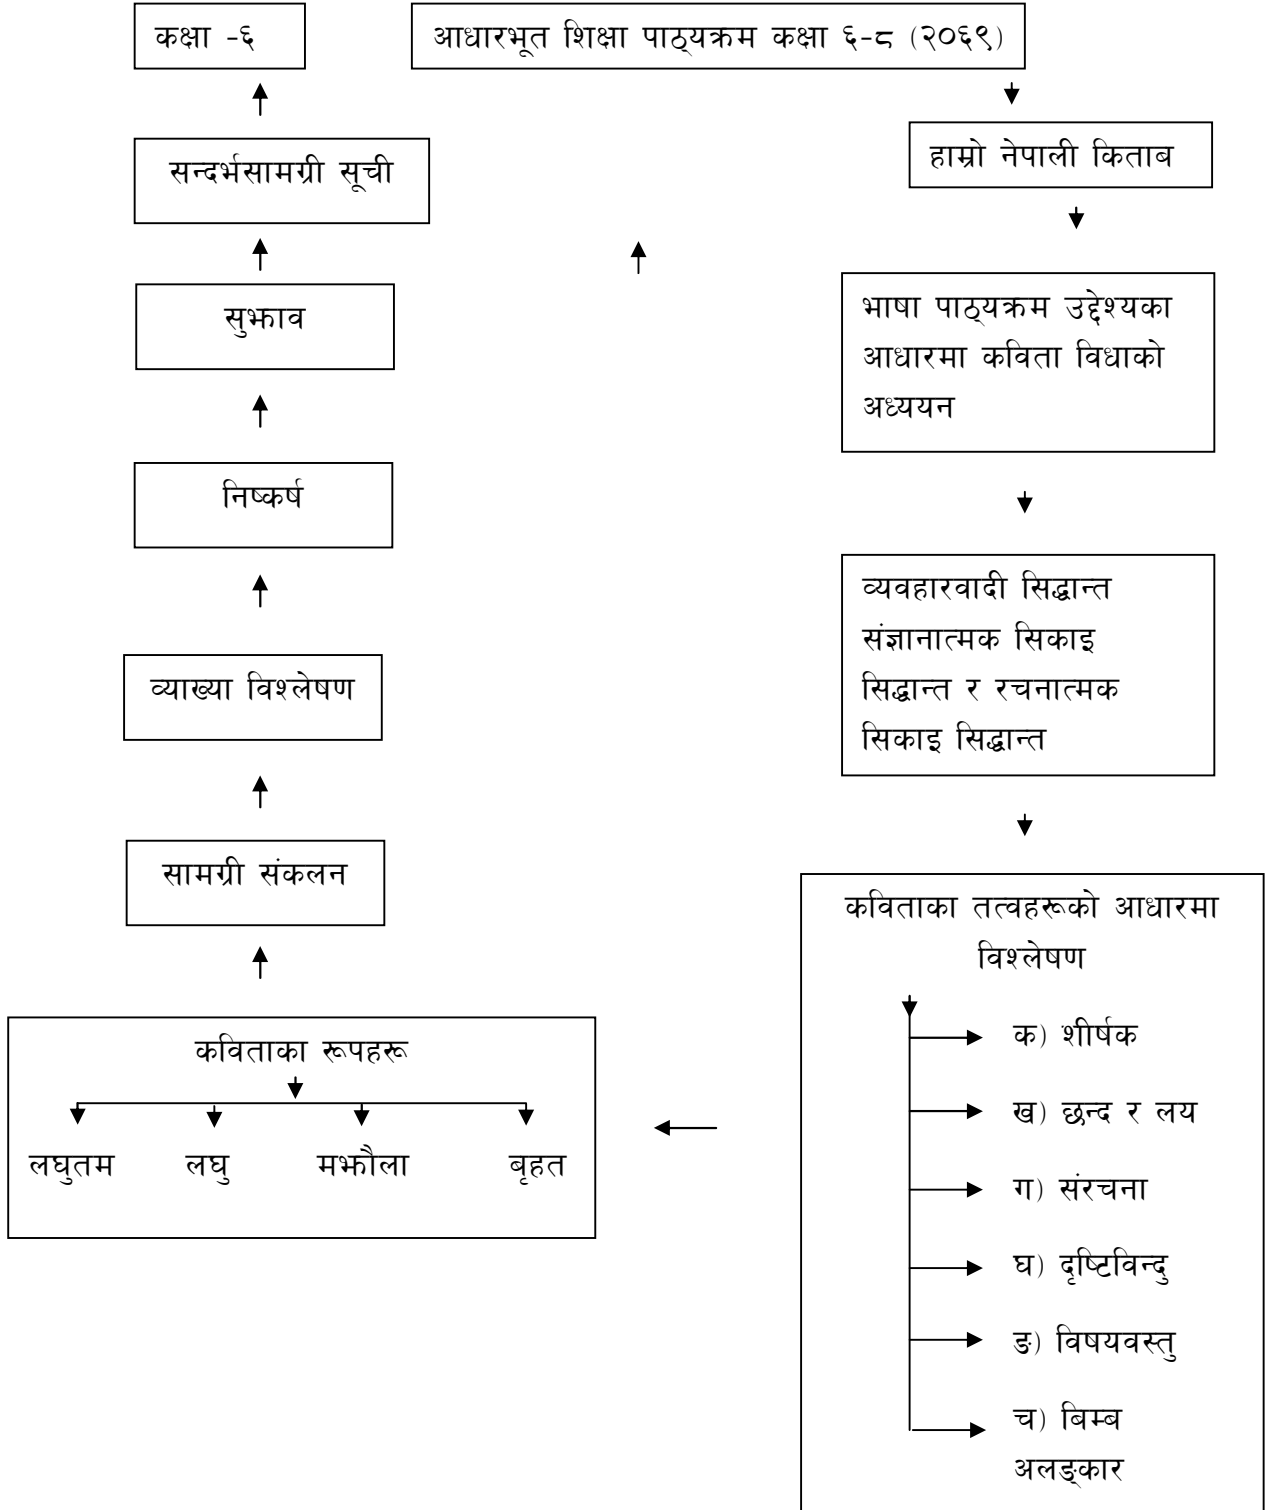 कक्षा -६
आधारभूत शिक्षा पाठ्यक्रम कक्षा ६-८ (२०६९)
हाम्रो नेपाली किताब
सन्दर्भसामग्री सूची
सुझाव
भाषा पाठ्यक्रम उद्देश्यका
आधारमा कविता विधाको
अध्ययन
निष्कर्ष
व्यवहारवादी सिद्धान्त
संज्ञानात्मक सिकाइ
सिद्धान्त र रचनात्मक
सिकाइ सिद्धान्त
व्याख्या विश्लेषण
सामग्री संकलन
कविताका तत्वहरूको आधारमा
विश्लेषण
क) शीर्षक
ख) छन्द र लय
ग) संरचना
घ) दृष्टिविन्दु
ङ) विषयवस्तु
च) बिम्ब
अलङ्कार
कविताका रूपहरू
लघुतम लघु मझौला बृहत